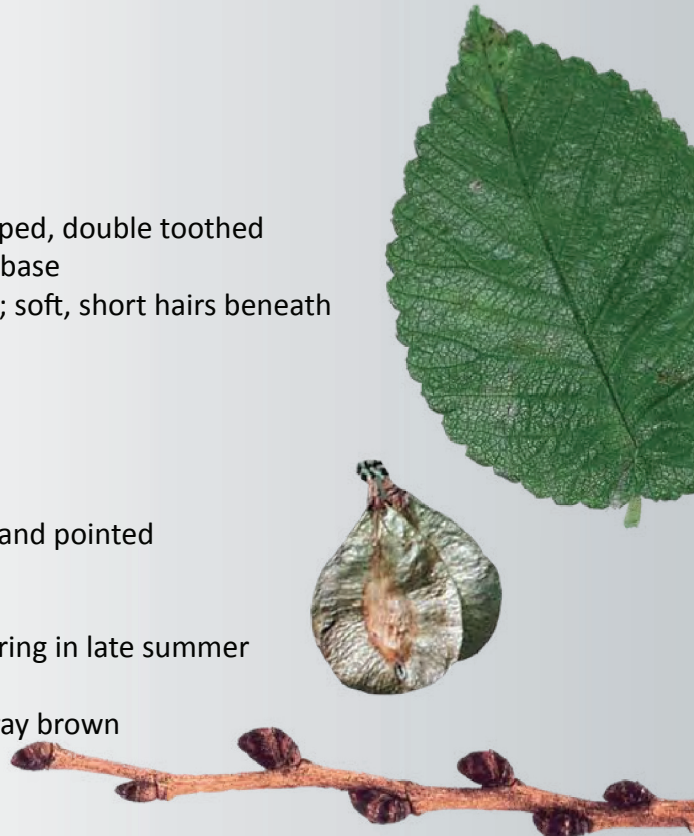 ped, double toothed
base
; soft, short hairs beneath
and pointed
ring in late summer
ay brown